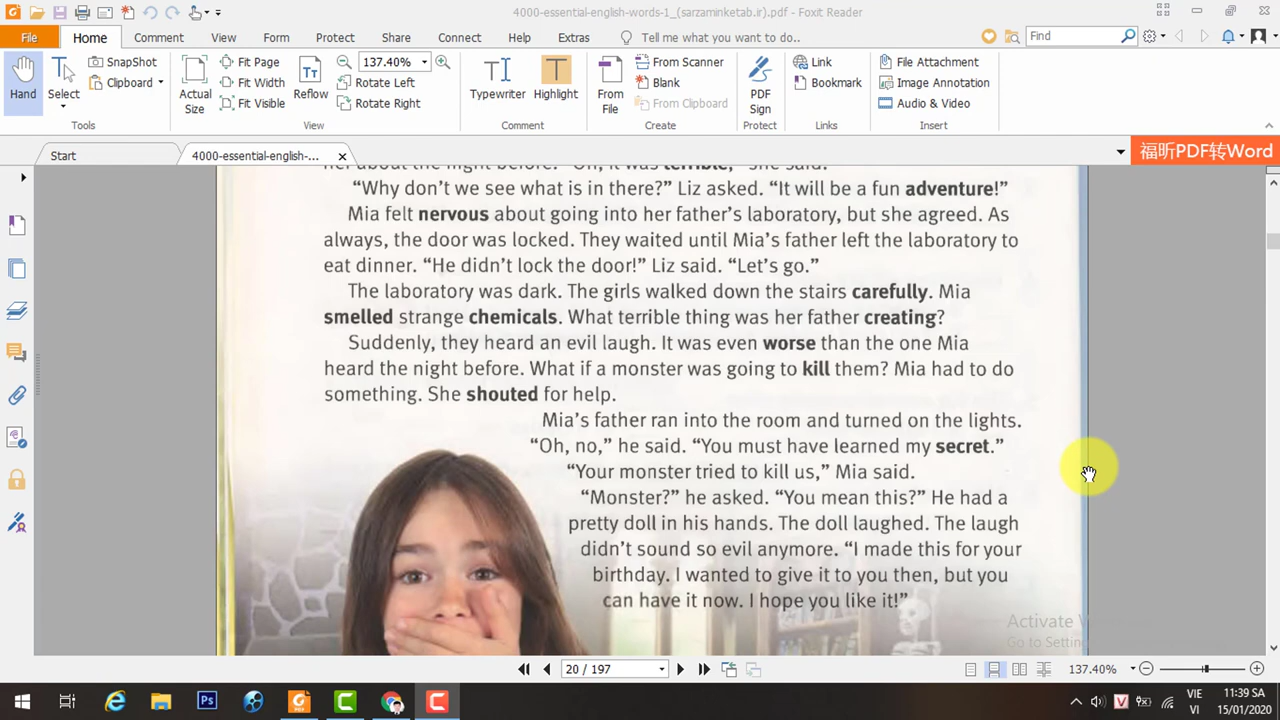 4000-essential-english-words-1_(sarzaminketab.ir).pdf - Foxit Reader
File Home Comment View Form Protect Share Connect Help Extras Tell me what you want to do.. Find
Hand
Select
SnapShot
Clipboard
Tools
Actual Size
Fit Page
Fit Width
Fit Visible
Reflow
137.40%
Rotate Left
Rotate Right
View
Typewriter
Highlight
Comment
From File
From Scanner
Blank
From Clipboard
Create
PDF Sign
Protect
Link
Bookmark
Links
File Attachment
Image Annotation
Audio & Video
Insert
Start
4000-essential-english-...
福昕PDF转Word
her about the night before. "Oh, it was terrible," she said.
“Why don’t we see what is in there?” Liz asked. “It will be a fun adventure!”
Mia felt nervous about going into her father’s laboratory, but she agreed. As
always, the door was locked. They waited until Mia’s father left the laboratory to
eat dinner. “He didn’t lock the door!” Liz said. “Let’s go.”
The laboratory was dark. The girls walked down the stairs carefully. Mia
smelled strange chemicals. What terrible thing was her father creating?
Suddenly, they heard an evil laugh. It was even worse than the one Mia
heard the night before. What if a monster was going to kill them? Mia had to do
something. She shouted for help.
Mia’s father ran into the room and turned on the lights.
“Oh, no,” he said. “You must have learned my secret.”
“Your monster tried to kill us,” Mia said.
“Monster?” he asked. “You mean this?” He had a
pretty doll in his hands. The doll laughed. The laugh
didn’t sound so evil anymore. “I made this for your
birthday. I wanted to give it to you then, but you
can have it now. I hope you like it!”
Activate
Go to Setting
20 / 197
137.40%
VIE
VI
11:39 SA
15/01/2020